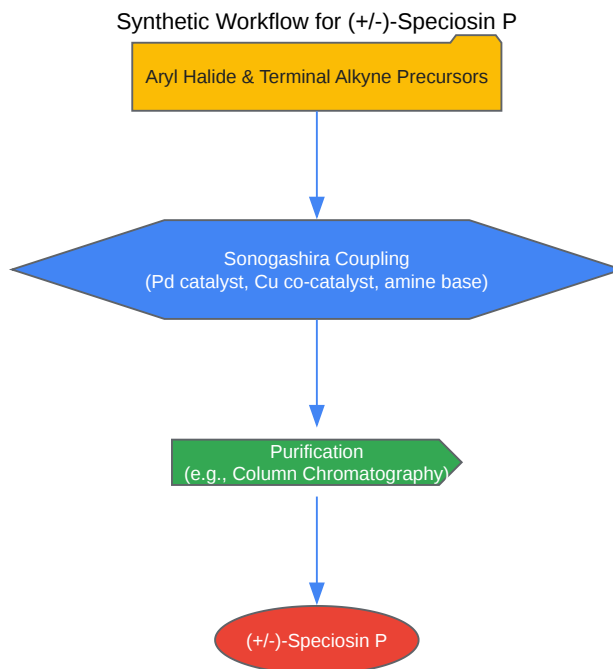 Synthetic Workflow for (+/-)-Speciosin P
Aryl Halide & Terminal Alkyne Precursors
Sonogashira Coupling
(Pd catalyst, Cu co-catalyst, amine base)
Purification
(e.g., Column Chromatography)
(+/-)-Speciosin P